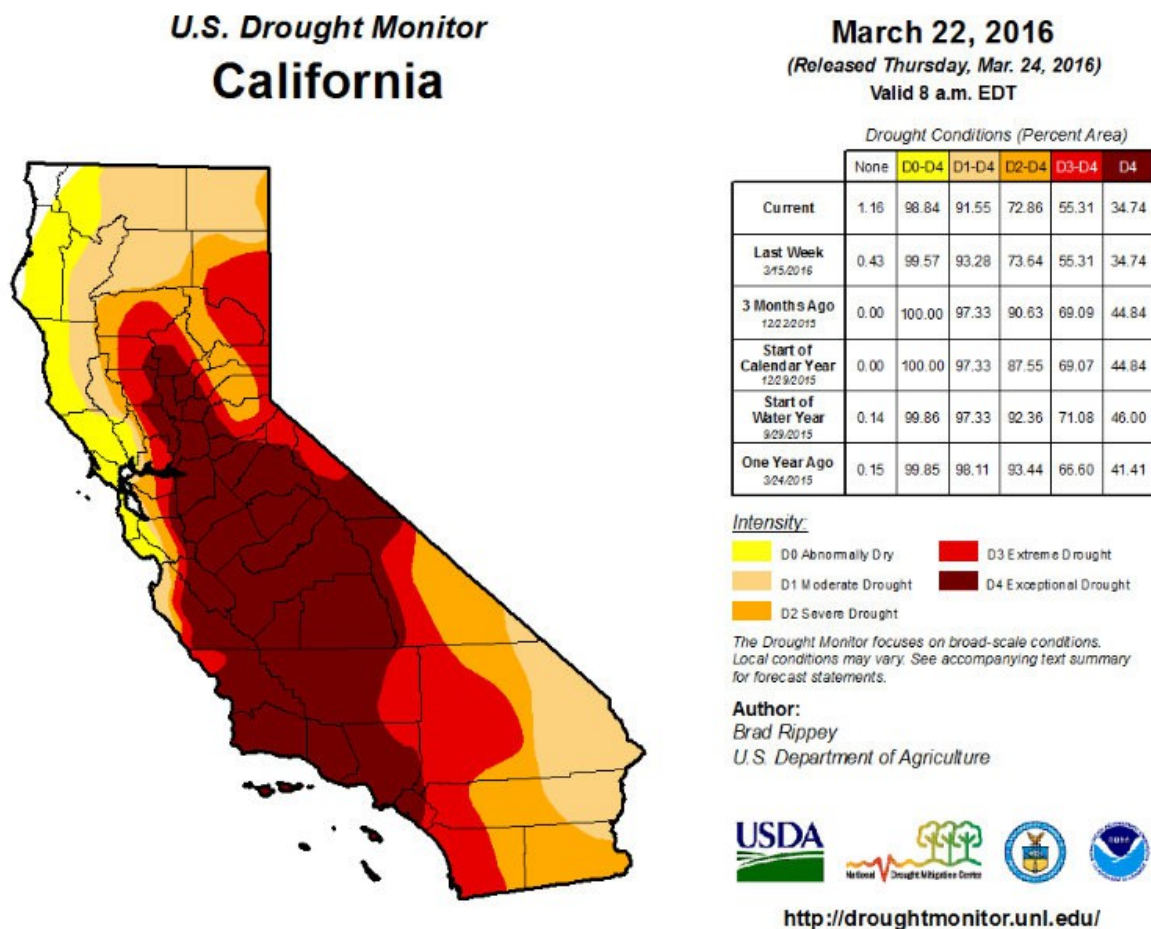 U.S. Drought Monitor
California
March 22, 2016
(Released Thursday, Mar. 24, 2016)
Valid 8 a.m. EDT
Drought Conditions (Percent Area)
None D0-D4 D1-D4 D2-D4 D3-D4 D4
Current 1.16 98.84 91.55 72.86 55.31 34.74
Last Week 0.43 99.57 93.28 73.64 55.31 34.74
3/15/2016
3 Months Ago 0.00 100.00 97.33 90.63 69.09 44.84
12/22/2015
Start of
Calendar Year 0.00 100.00 97.33 87.55 69.07 44.84
12/29/2015
Start of
Water Year 0.14 99.86 97.33 92.36 71.08 46.00
9/29/2015
One Year Ago 0.15 99.85 98.11 93.44 66.60 41.41
3/24/2015
Intensity:
D0 Abnormally Dry
D3 Extreme Drought
D1 Moderate Drought
D4 Exceptional Drought
D2 Severe Drought
The Drought Monitor focuses on broad-scale conditions.
Local conditions may vary. See accompanying text summary
for forecast statements.
Author:
Brad Rippey
U.S. Department of Agriculture
USDA
National Drought Mitigation Center
http://droughtmonitor.unl.edu/